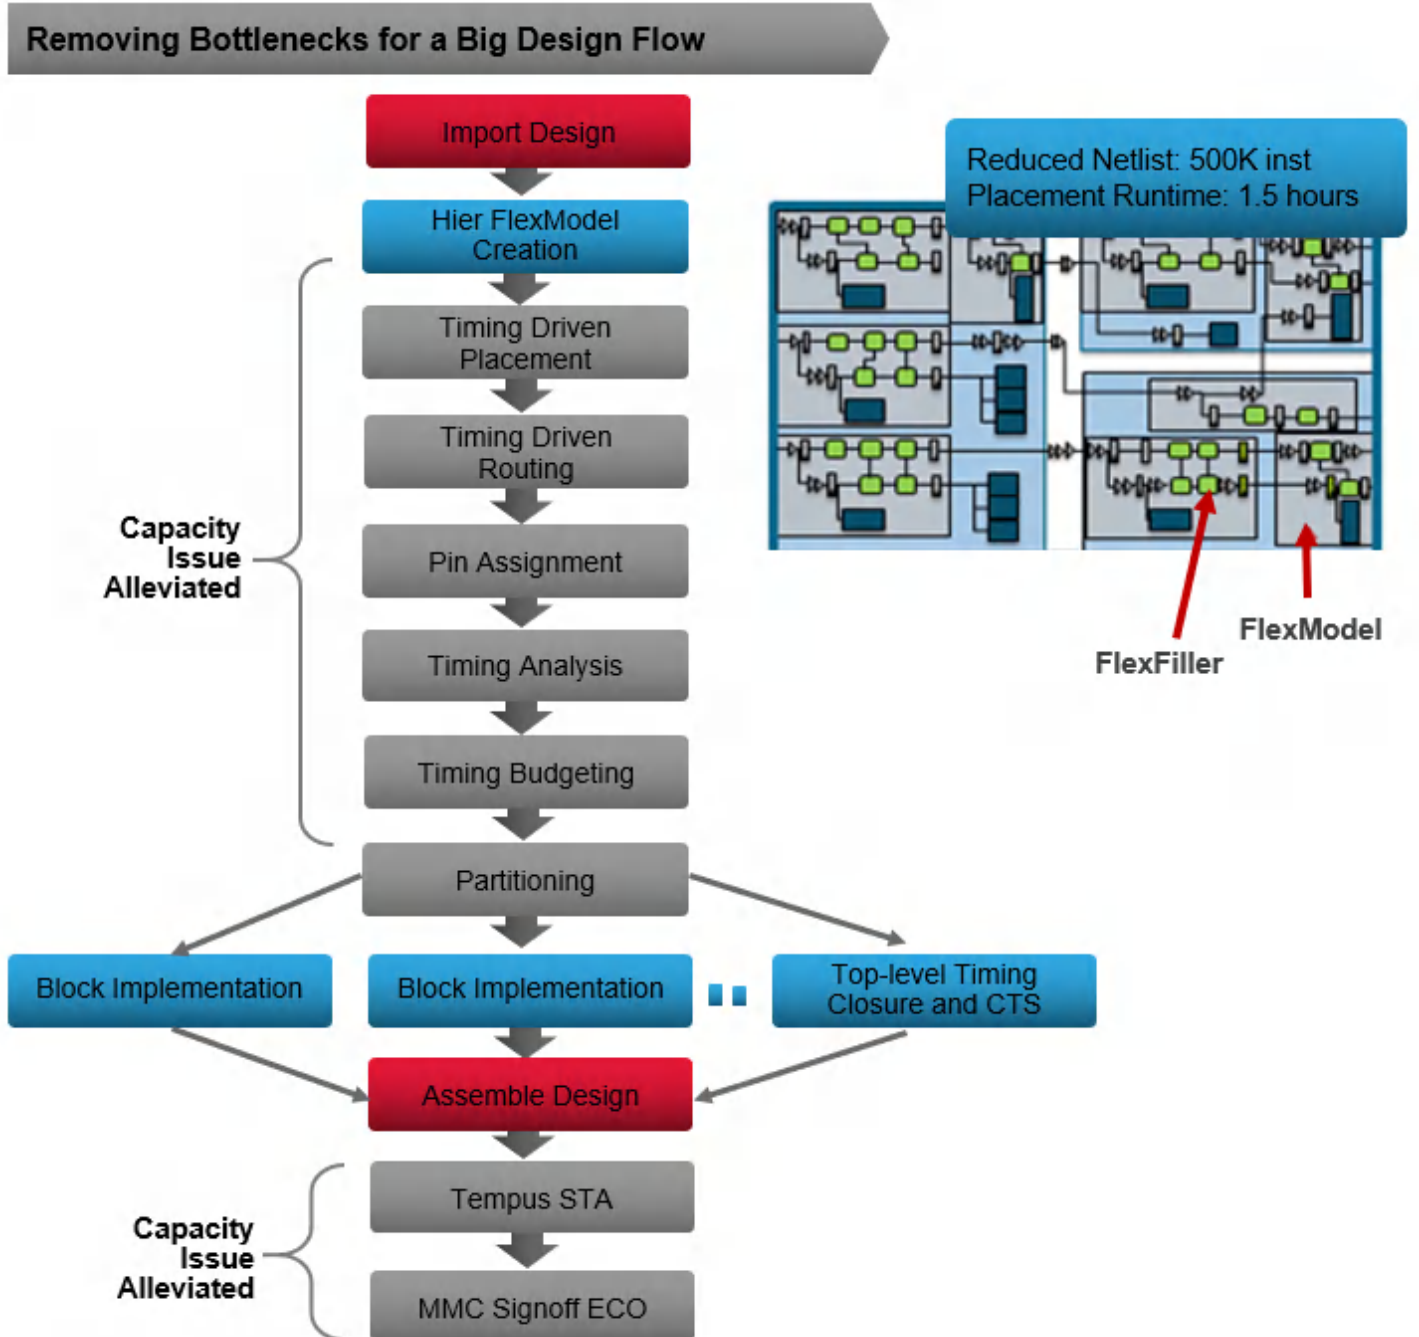 Removing Bottlenecks for a Big Design Flow
Import Design
Reduced Netlist: 500K inst
Placement Runtime: 1.5 hours
Hier FlexModel
Creation
Timing Driven
Placement
Timing Driven
Routing
Capacity
Issue
Alleviated
Pin Assignment
FlexModel
FlexFiller
Timing Analysis
Timing Budgeting
Partitioning
Block Implementation
Block Implementation
Top-level Timing
Closure and CTS
Assemble Design
Tempus STA
Capacity
Issue
Alleviated
MMC Signoff ECO